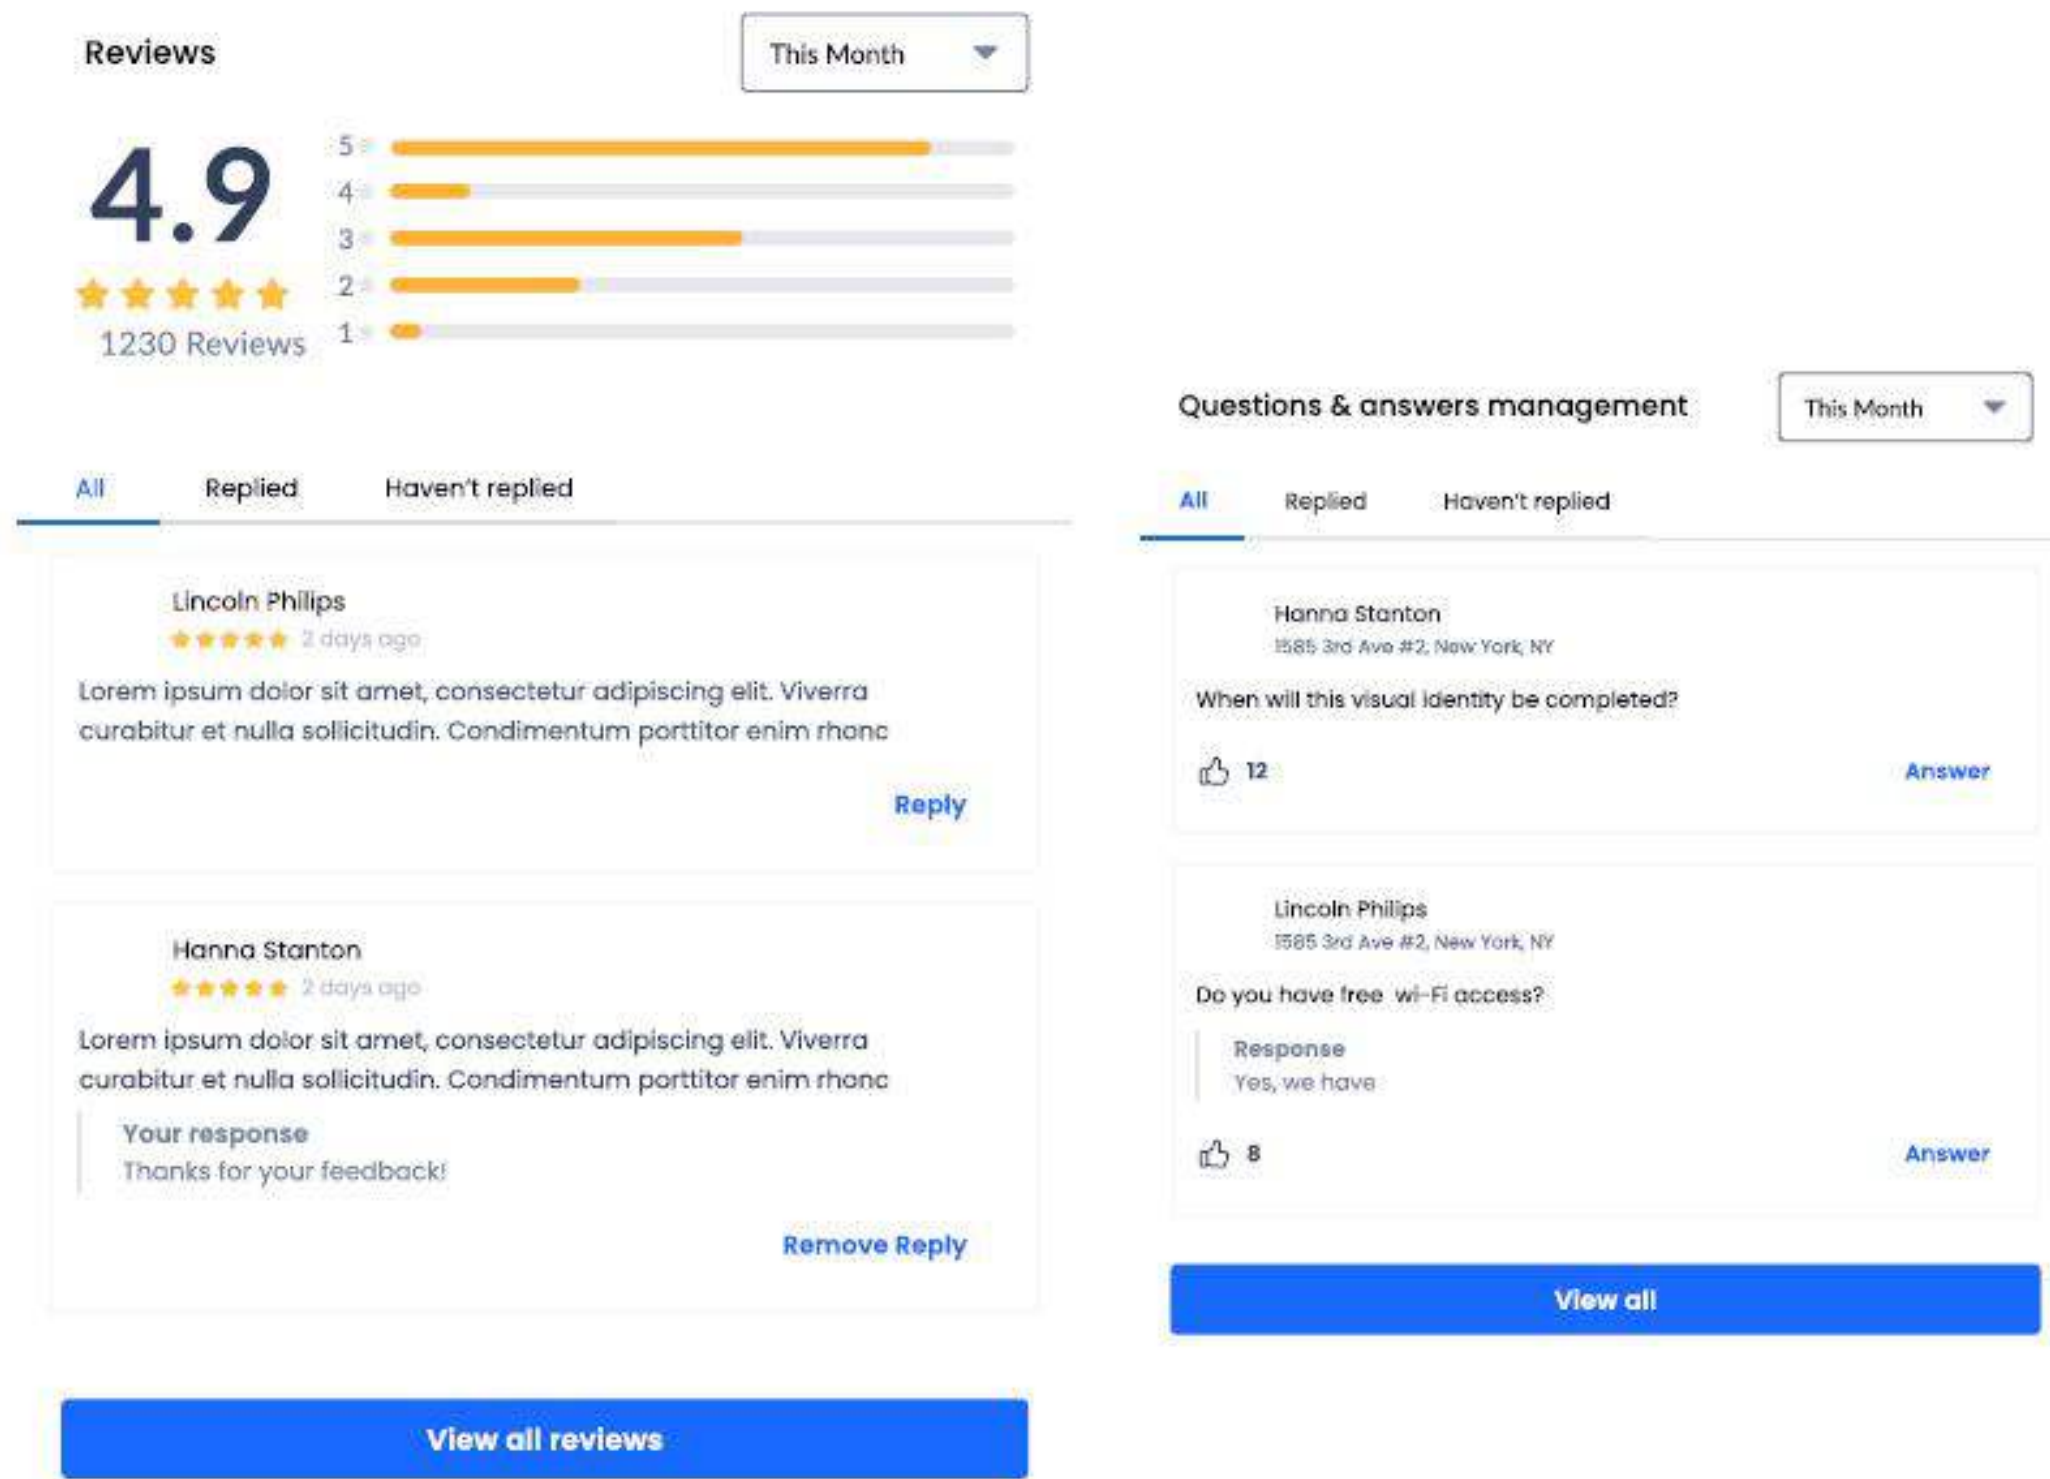 Reviews
This Month
4.9
1230 Reviews
5
4
3
2
1
All Replied Haven't replied
Lincoln Philips
2 days ago
Lorem ipsum dolor sit amet, consectetur adipiscing elit. Viverra
curabitur et nulla sollicitudin. Condimentum porttitor enim rhonc
Reply
Hanna Stanton
2 days ago
Lorem ipsum dolor sit amet, consectetur adipiscing elit. Viverra
curabitur et nulla sollicitudin. Condimentum porttitor enim rhonc
Your response
Thanks for your feedback!
Remove Reply
View all reviews
Questions & answers management
This Month
All Replied Haven't replied
Hanna Stanton
1585 3rd Ave #2, New York, NY
When will this visual identity be completed?
12 Answer
Lincoln Philips
1585 3rd Ave #2, New York, NY
Do you have free wi-Fi access?
Response
Yes, we have
8 Answer
View all